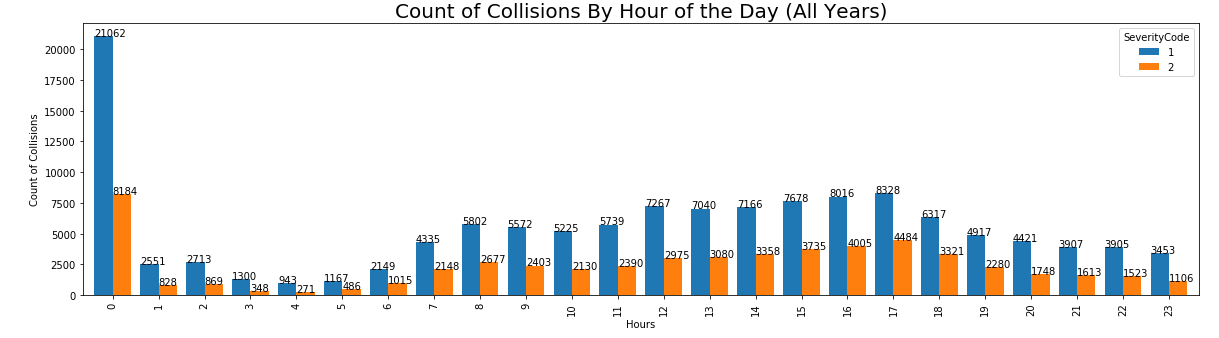 Count of Collisions By Hour of the Day (All Years)
SeverityCode
1
2
Count of Collisions
20000
17500
15000
12500
10000
7500
5000
2500
0
21062 8184 2551 828 2713 869 1300 348 943 271 1167 486 2149 1015 4335 2148 5802 2677 5572 2403 5225 2130 5739 2390 7267 2975 7040 3080 7166 3358 7678 3735 8016 4005 8328 4484 6317 3321 4917 2280 4421 1748 3907 1613 3905 1523 3453 1106
0 1 2 3 4 5 6 7 8 9 10 11 12 13 14 15 16 17 18 19 20 21 22 23
Hours